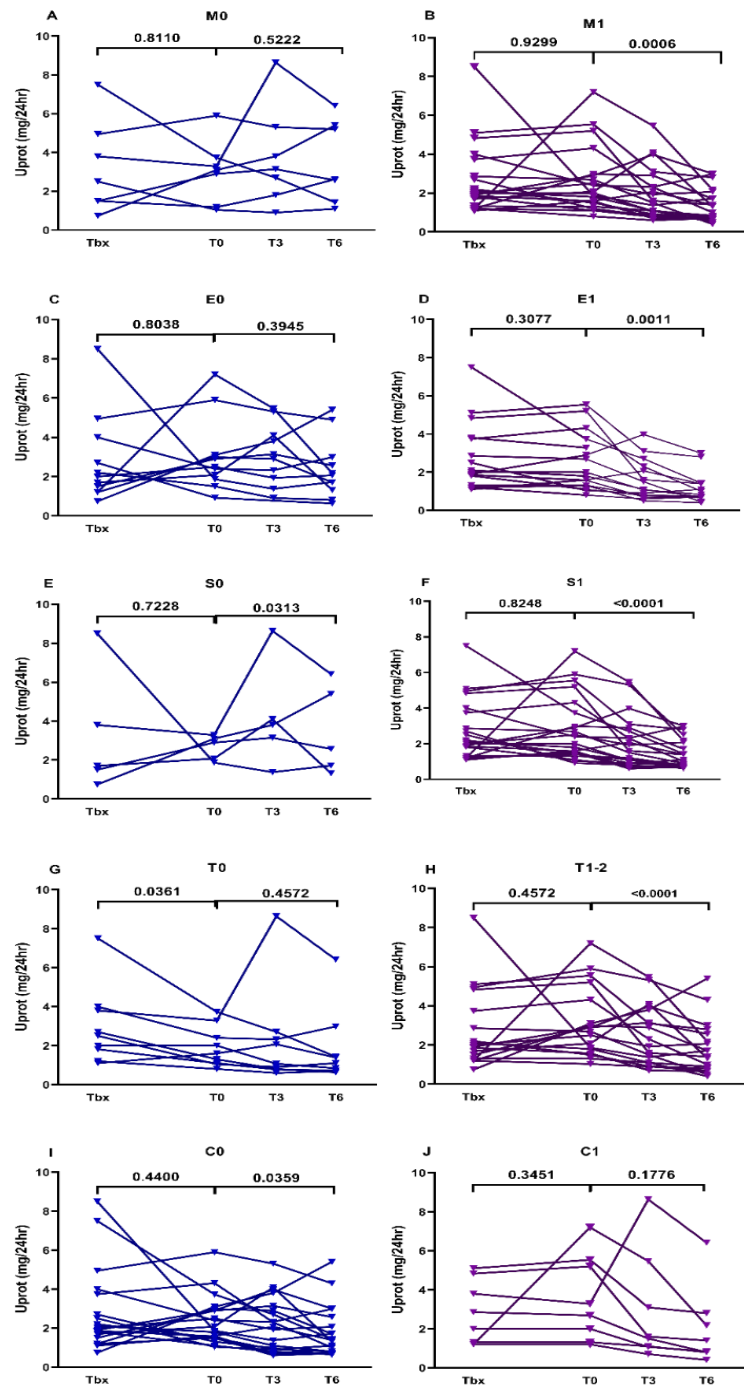 A M0
0.8110 0.5222
Uprot (mg/24hr)
10
8
6
4
2
0
Tbx T0 T3 T6
B M1
0.9299 0.0006
Uprot (mg/24hr)
10
8
6
4
2
0
Tbx T0 T3 T6
C E0
0.8038 0.3945
Uprot (mg/24hr)
10
8
6
4
2
0
Tbx T0 T3 T6
D E1
0.3077 0.0011
Uprot (mg/24hr)
10
8
6
4
2
0
Tbx T0 T3 T6
E S0
0.7228 0.0313
Uprot (mg/24hr)
10
8
6
4
2
0
Tbx T0 T3 T6
F S1
0.8248 <0.0001
Uprot (mg/24hr)
10
8
6
4
2
0
Tbx T0 T3 T6
G T0
0.0361 0.4572
Uprot (mg/24hr)
10
8
6
4
2
0
Tbx T0 T3 T6
H T1-2
0.4572 <0.0001
Uprot (mg/24hr)
10
8
6
4
2
0
Tbx T0 T3 T6
I C0
0.4400 0.0359
Uprot (mg/24hr)
10
8
6
4
2
0
Tbx T0 T3 T6
J C1
0.3451 0.1776
Uprot (mg/24hr)
10
8
6
4
2
0
Tbx T0 T3 T6